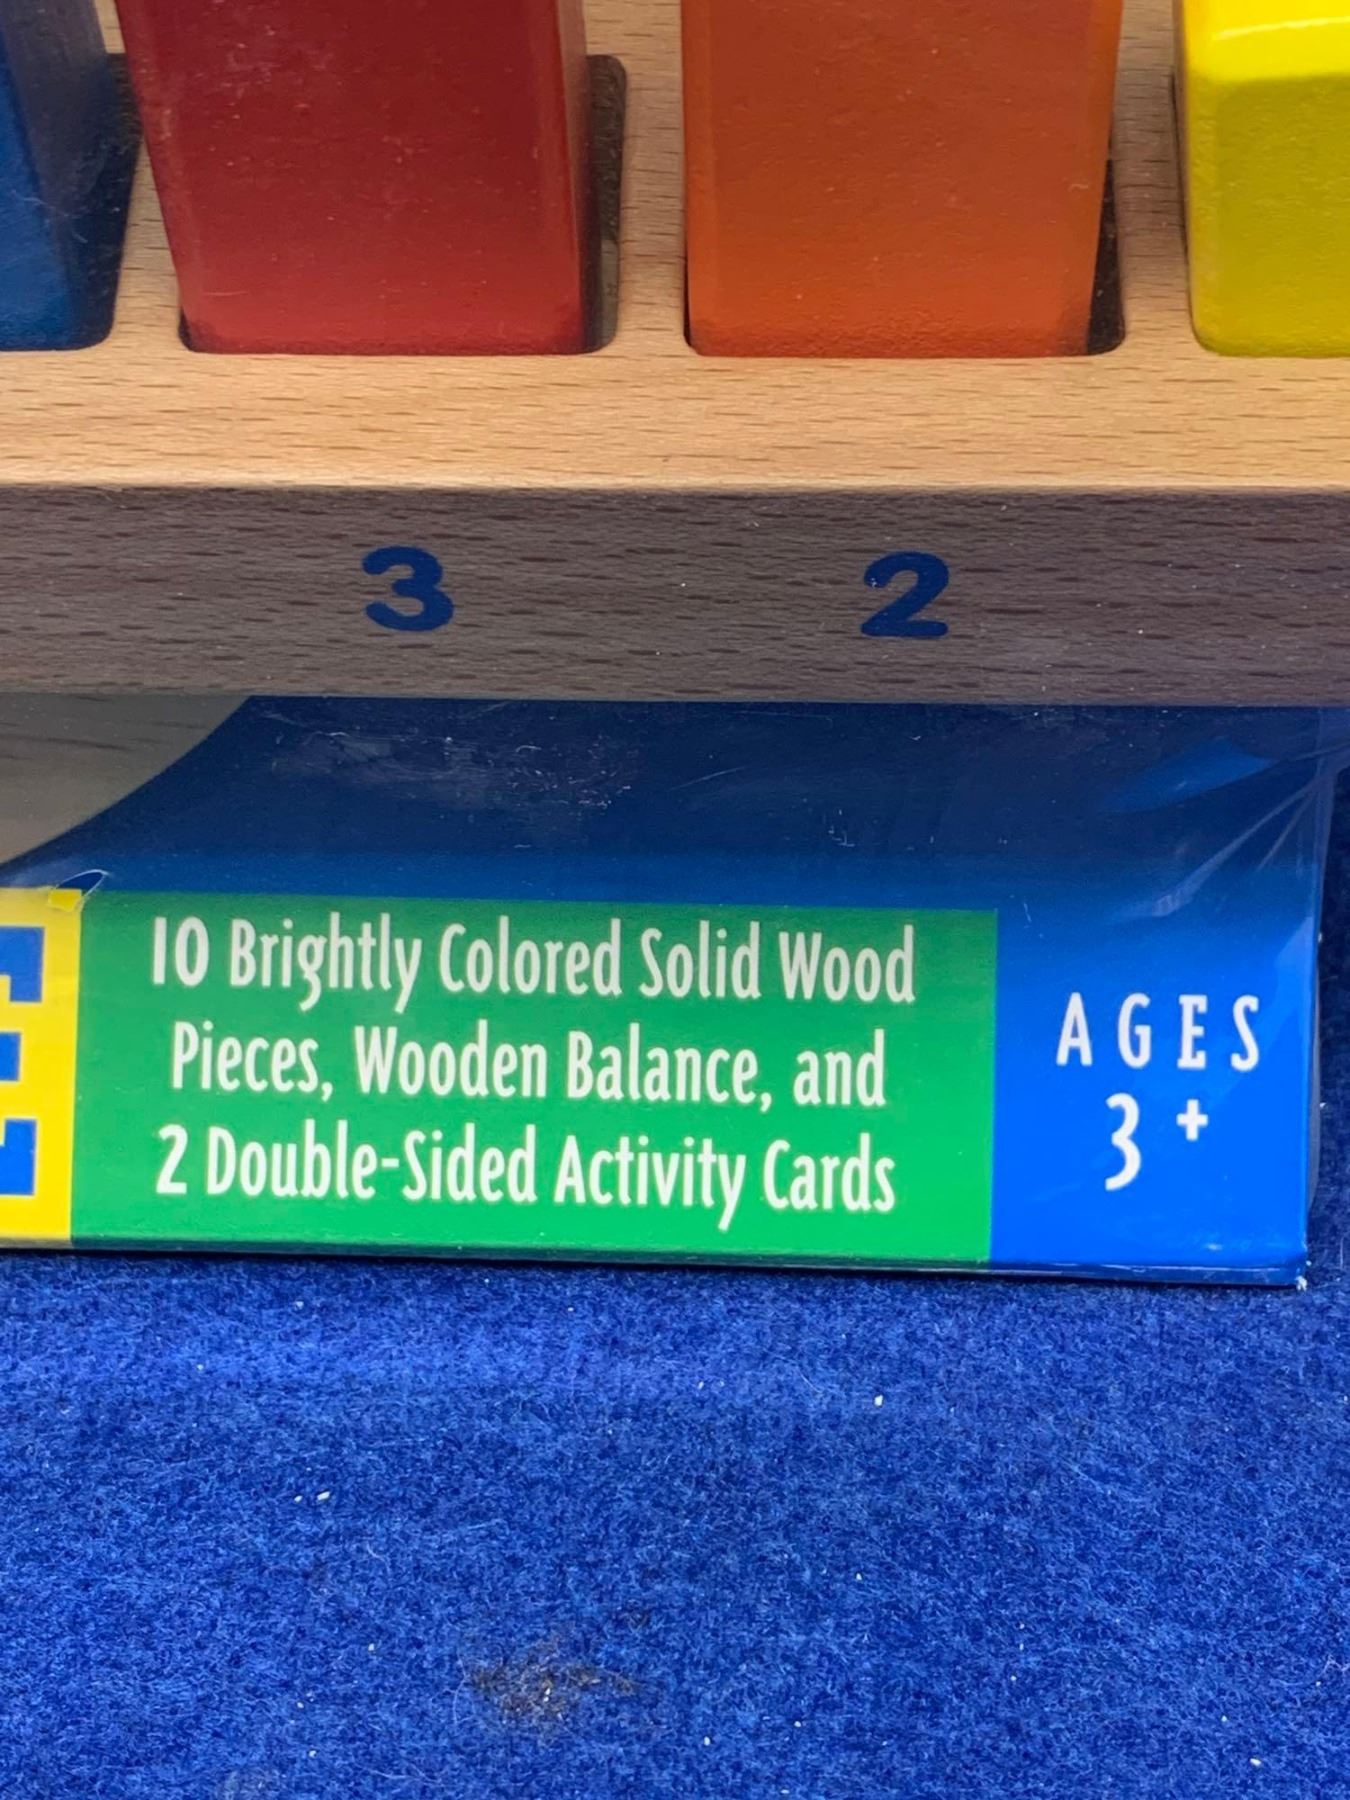 3 2
E
10 Brightly Colored Solid Wood
Pieces, Wooden Balance, and
2 Double-Sided Activity Cards
AGES
3+